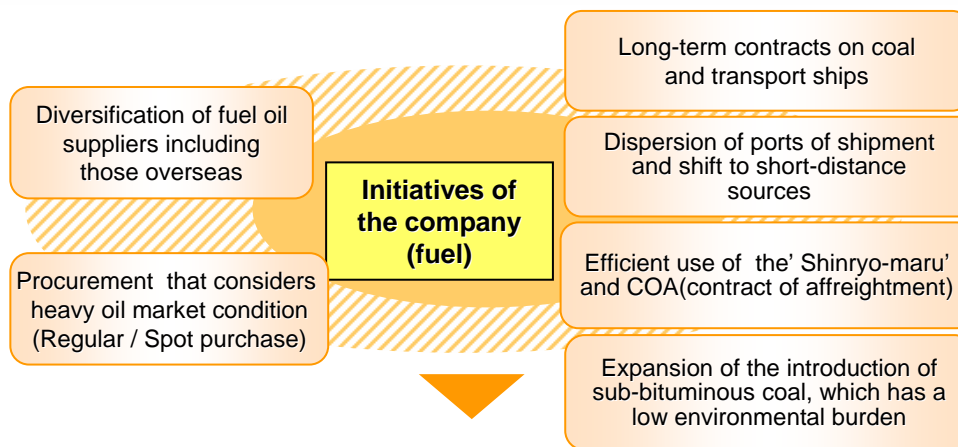 Diversification of fuel oil
suppliers including
those overseas
Procurement that considers
heavy oil market condition
(Regular / Spot purchase)
Initiatives of
the company
(fuel)
Long-term contracts on coal
and transport ships
Dispersion of ports of shipment
and shift to short-distance
sources
Efficient use of the' Shinryo-maru'
and COA(contract of affreightment)
Expansion of the introduction of
sub-bituminous coal, which has a
low environmental burden